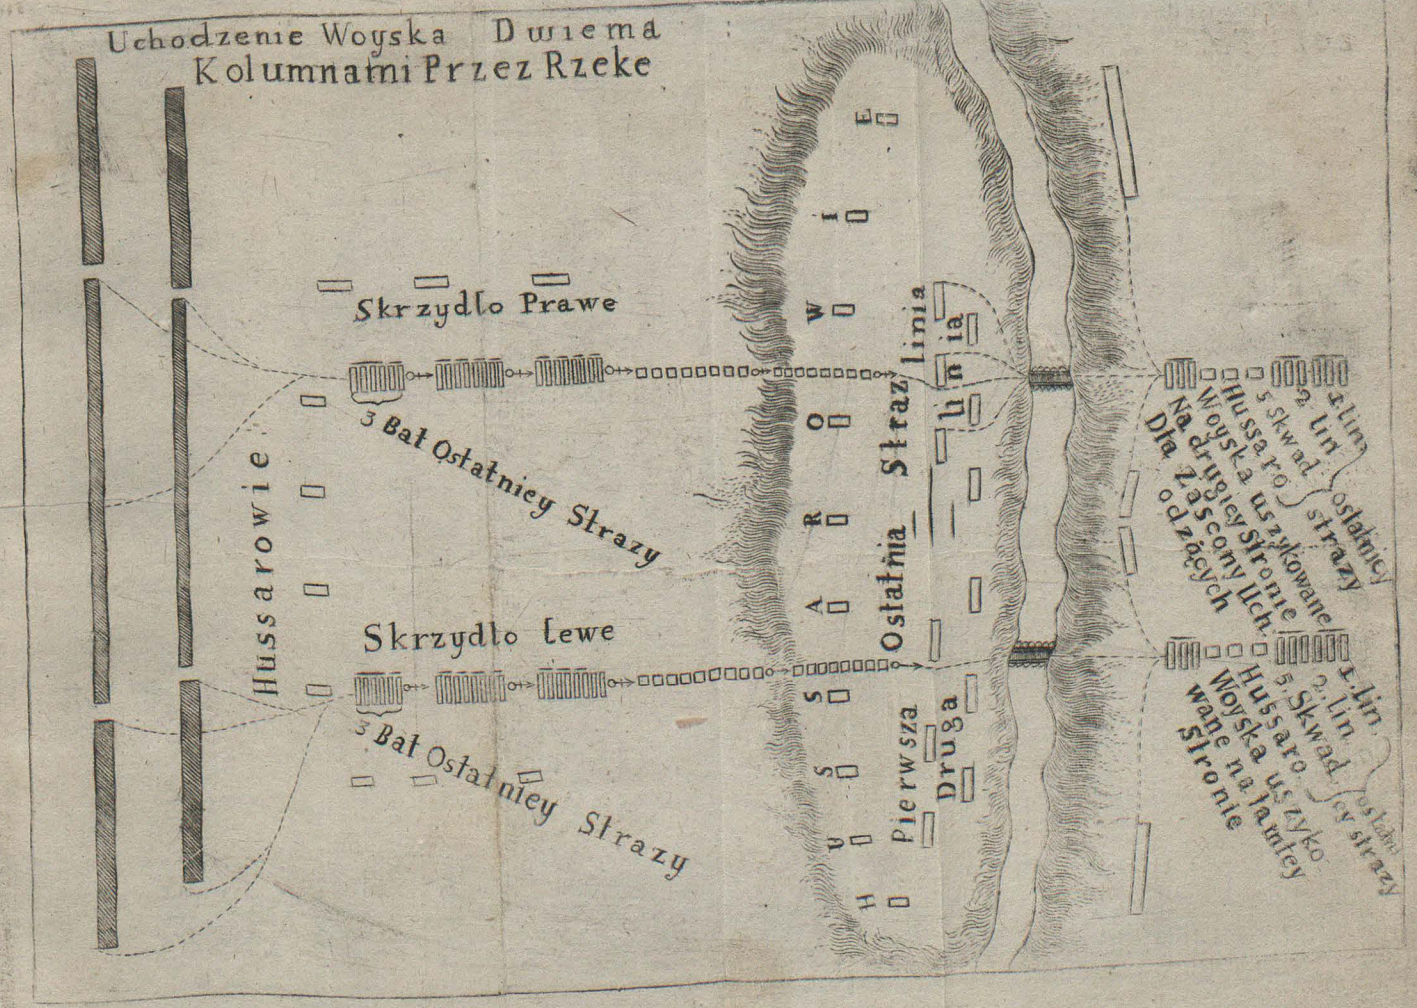 Uchodzenie Woyska Dwiema
Kolumnami Przez Rzeke
Skrzydło Prawe
3 Bat Ostatniey Strazy
Hussarowie
Skrzydlo Lewe
3 Bat Ostatniey Strazy
HUSSAROWIE
Ostatnia Straz
Pierwsza linia
Druga linia
1 lin
2. lin
5 Skwad
Hussaro
ostatniey
strazy
Woyska uszykowane
Na drugiey Stronie
Dla Zascony Uch
odzących
1. lin
2. lin
5. Skwad
Hussaro
ostatni
ey strazy
Woyska uszyko
wane na tamtey
Stronie